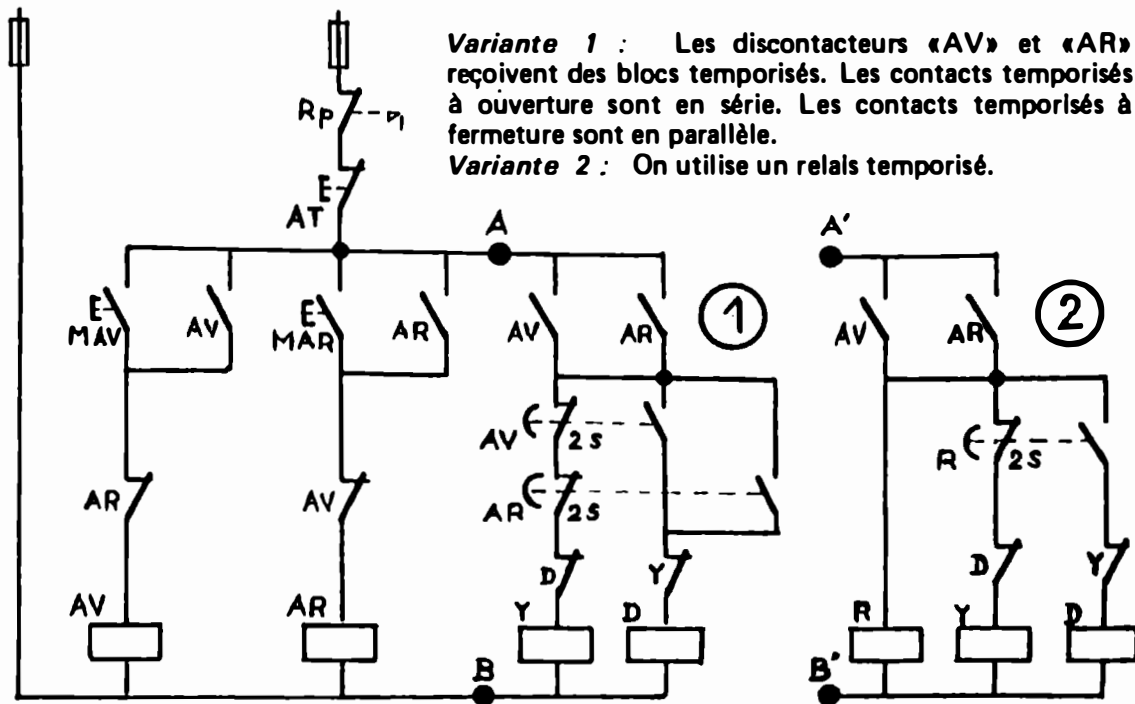 Variante 1 : Les discontacteurs «AV» et «AR»
reçoivent des blocs temporisés. Les contacts temporisés
à ouverture sont en série. Les contacts temporisés à
fermeture sont en parallèle.
Variante 2 : On utilise un relais temporisé.
Rp
E
AT
A
A'
E
MAV
AV
E
MAR
AR
AV
AR
1
AV
AR
2
AV
2S
AR
2S
R
2S
AR
AV
D
Y
D
Y
AV
AR
Y
D
R
Y
D
B
B'